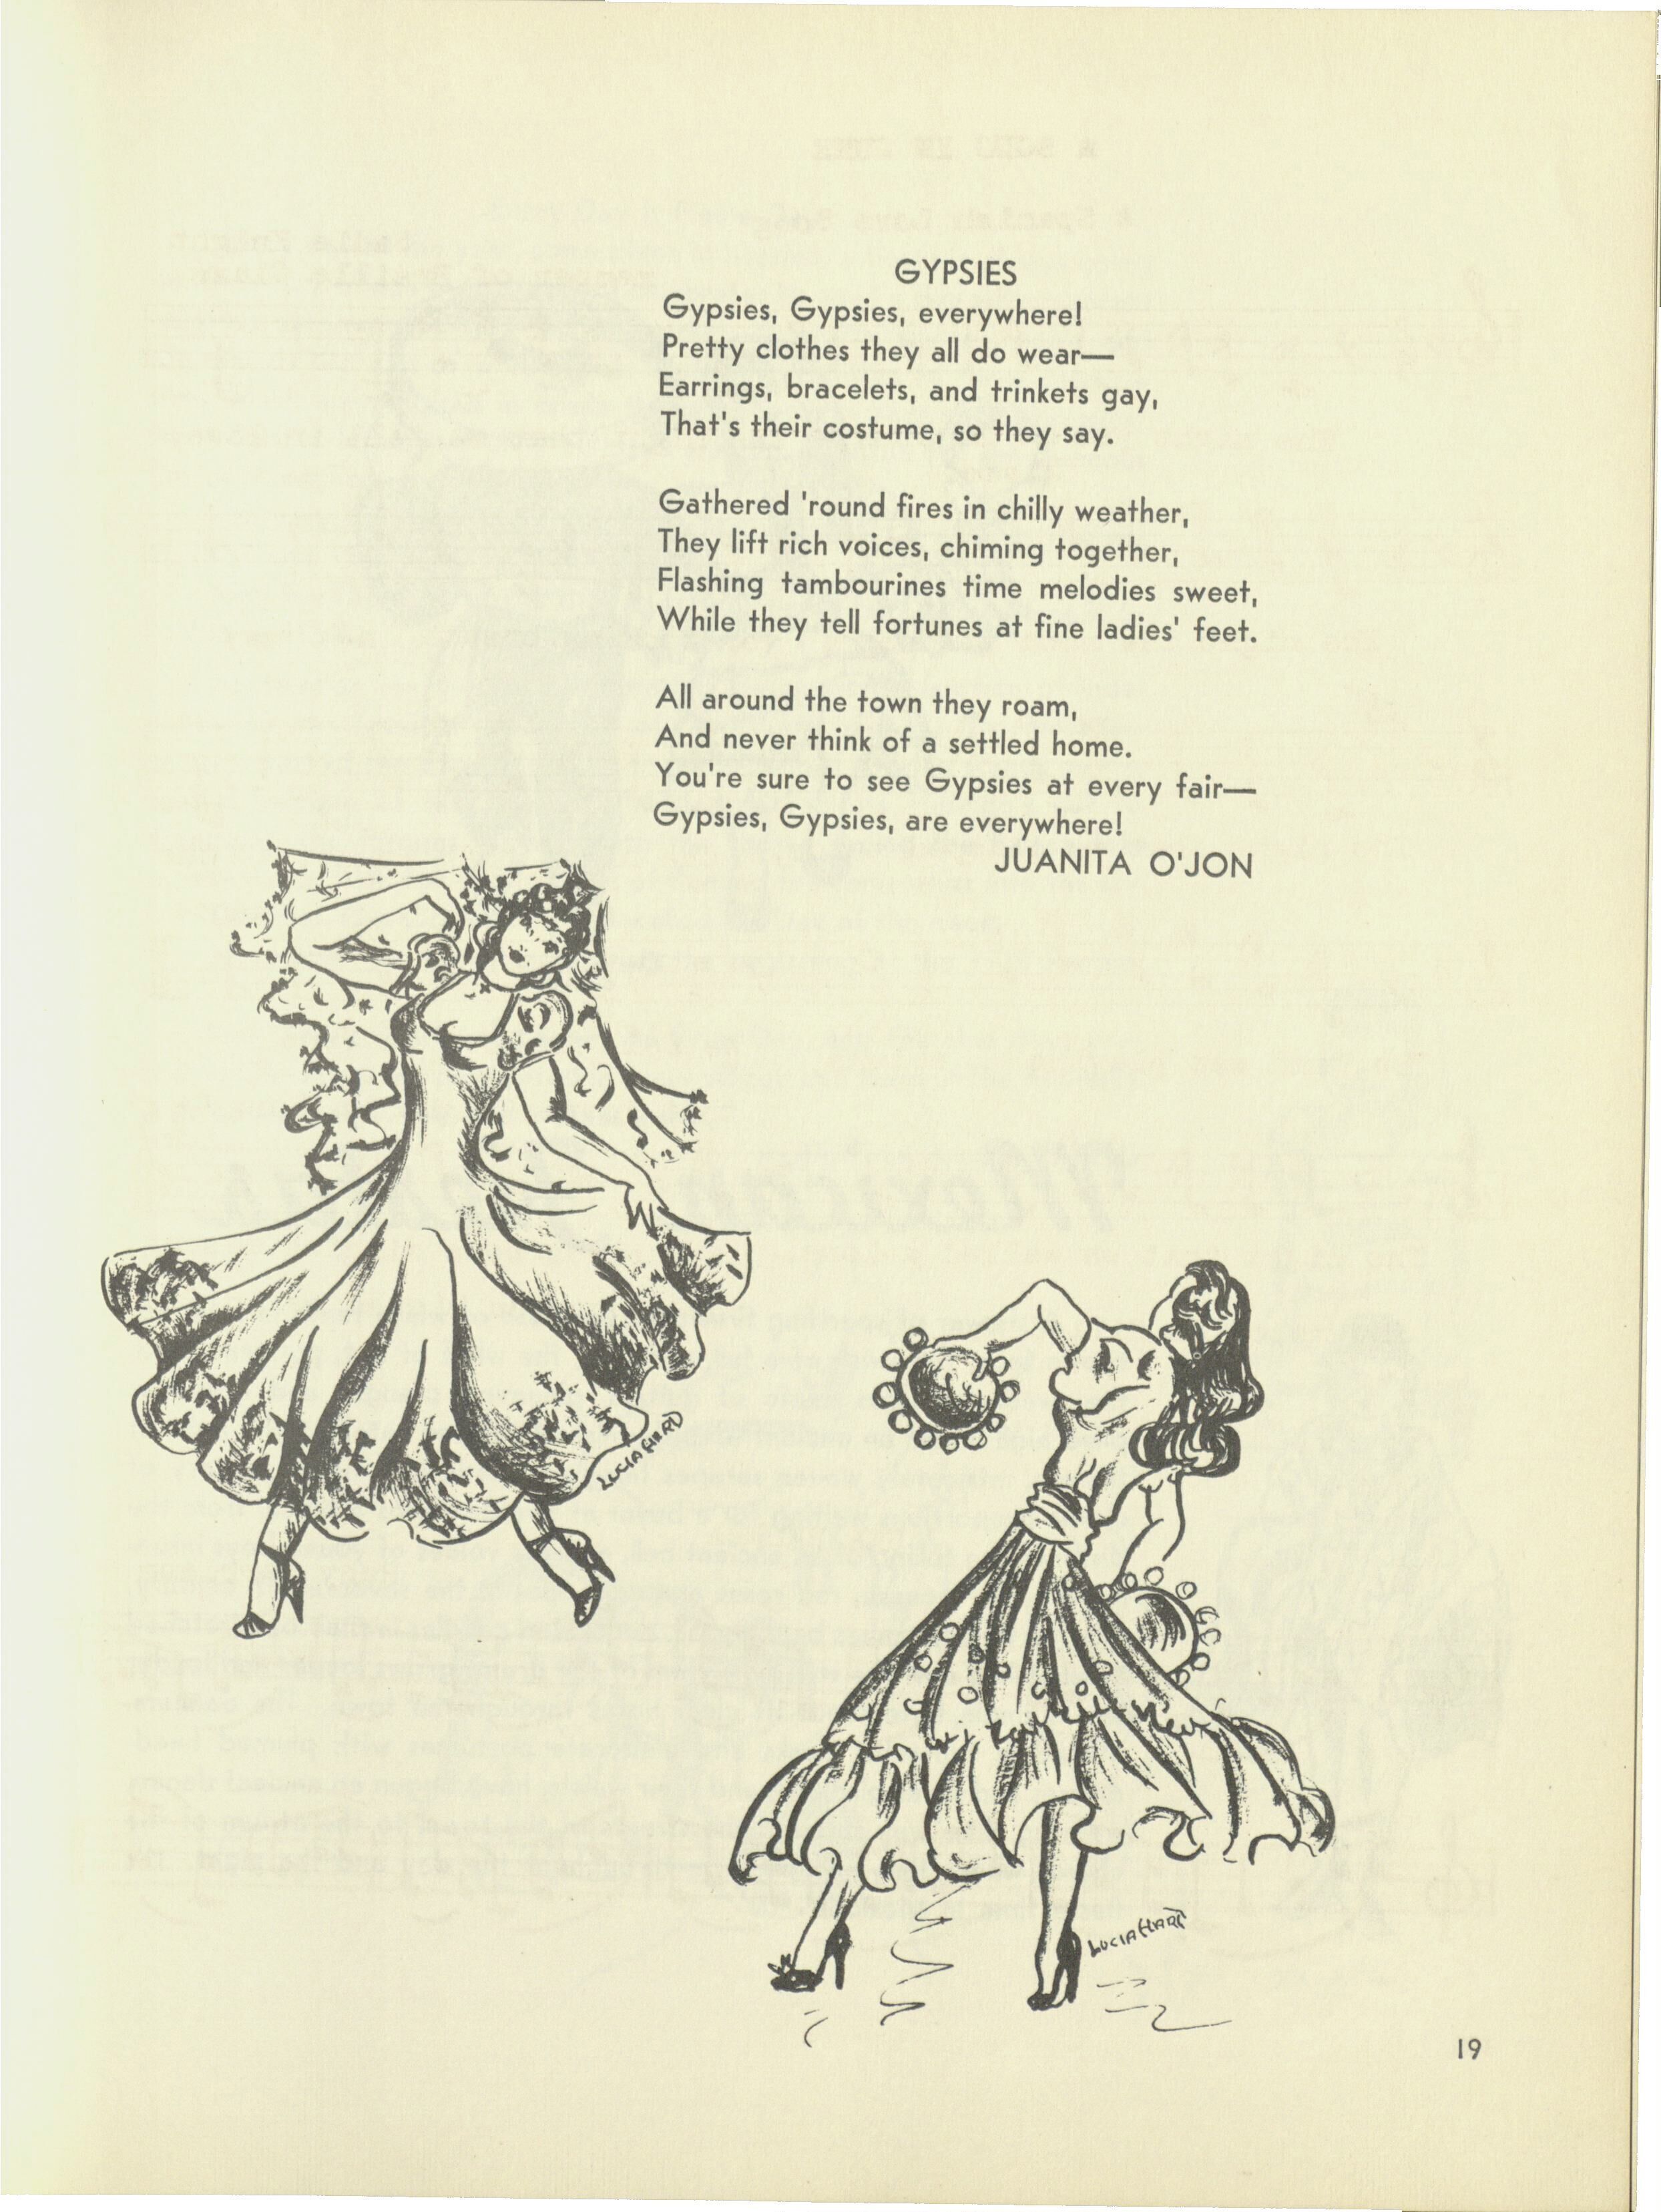 GYPSIES
Gypsies, Gypsies, everywhere!
Pretty clothes they all do wear—
Earrings, bracelets, and trinkets gay,
That's their costume, so they say.
Gathered 'round fires in chilly weather,
They lift rich voices, chiming together,
Flashing tambourines time melodies sweet,
While they tell fortunes at fine ladies' feet.
All around the town they roam,
And never think of a settled home.
You're sure to see Gypsies at every fair—
Gypsies, Gypsies, are everywhere!
JUANITA O'JON
LUCIA
LUCIA HART
19